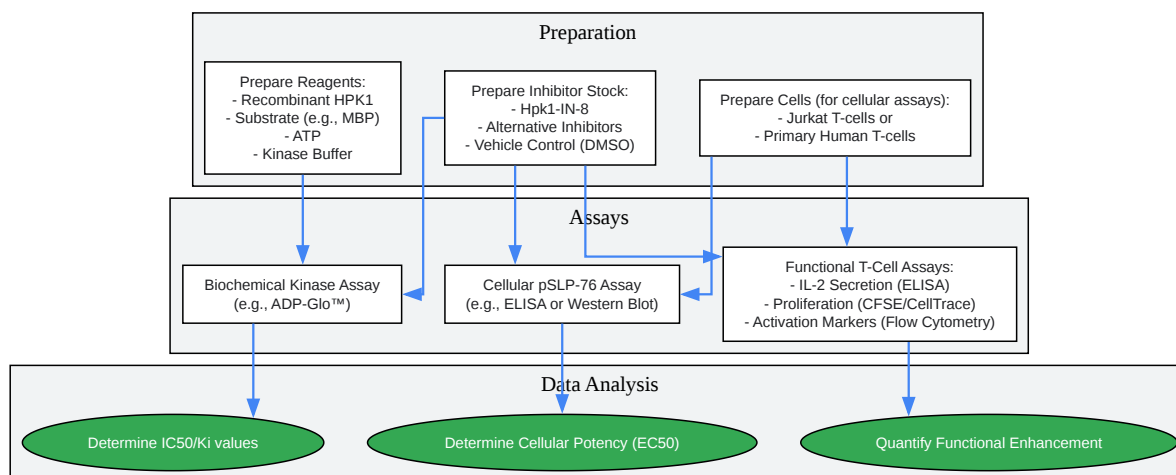 Preparation
Prepare Reagents:
- Recombinant HPK1
- Substrate (e.g., MBP)
- ATP
- Kinase Buffer
Prepare Inhibitor Stock:
- Hpk1-IN-8
- Alternative Inhibitors
- Vehicle Control (DMSO)
Prepare Cells (for cellular assays):
- Jurkat T-cells or
- Primary Human T-cells
Assays
Biochemical Kinase Assay
(e.g., ADP-Glo™)
Cellular pSLP-76 Assay
(e.g., ELISA or Western Blot)
Functional T-Cell Assays:
- IL-2 Secretion (ELISA)
- Proliferation (CFSE/CellTrace)
- Activation Markers (Flow Cytometry)
Data Analysis
Determine IC50/Ki values
Determine Cellular Potency (EC50)
Quantify Functional Enhancement